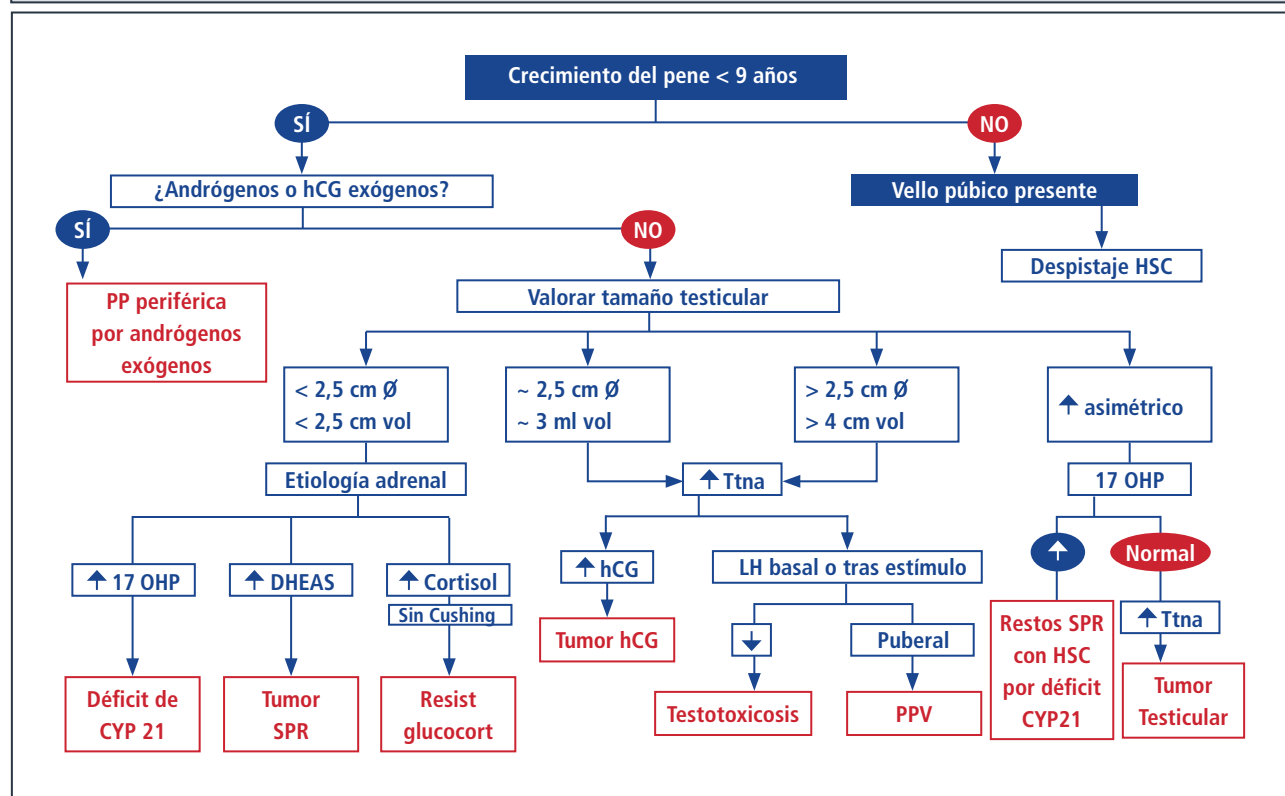 Crecimiento del pene < 9 años
SÍ
NO
¿Andrógenos o hCG exógenos?
Vello púbico presente
SÍ
NO
Despistaje HSC
PP periférica
por andrógenos
exógenos
Valorar tamaño testicular
< 2,5 cm Ø
< 2,5 cm vol
~ 2,5 cm Ø
~ 3 ml vol
> 2,5 cm Ø
> 4 cm vol
↑ asimétrico
Etiología adrenal
↑ Ttna
17 OHP
↑ 17 OHP
↑ DHEAS
↑ Cortisol
Sin Cushing
↑ hCG
LH basal o tras estímulo
↑
Normal
Tumor hCG
↓
Puberal
↑ Ttna
Déficit de
CYP 21
Tumor
SPR
Resist
glucocort
Testotoxicosis
PPV
Restos SPR
con HSC
por déficit
CYP21
Tumor
Testicular